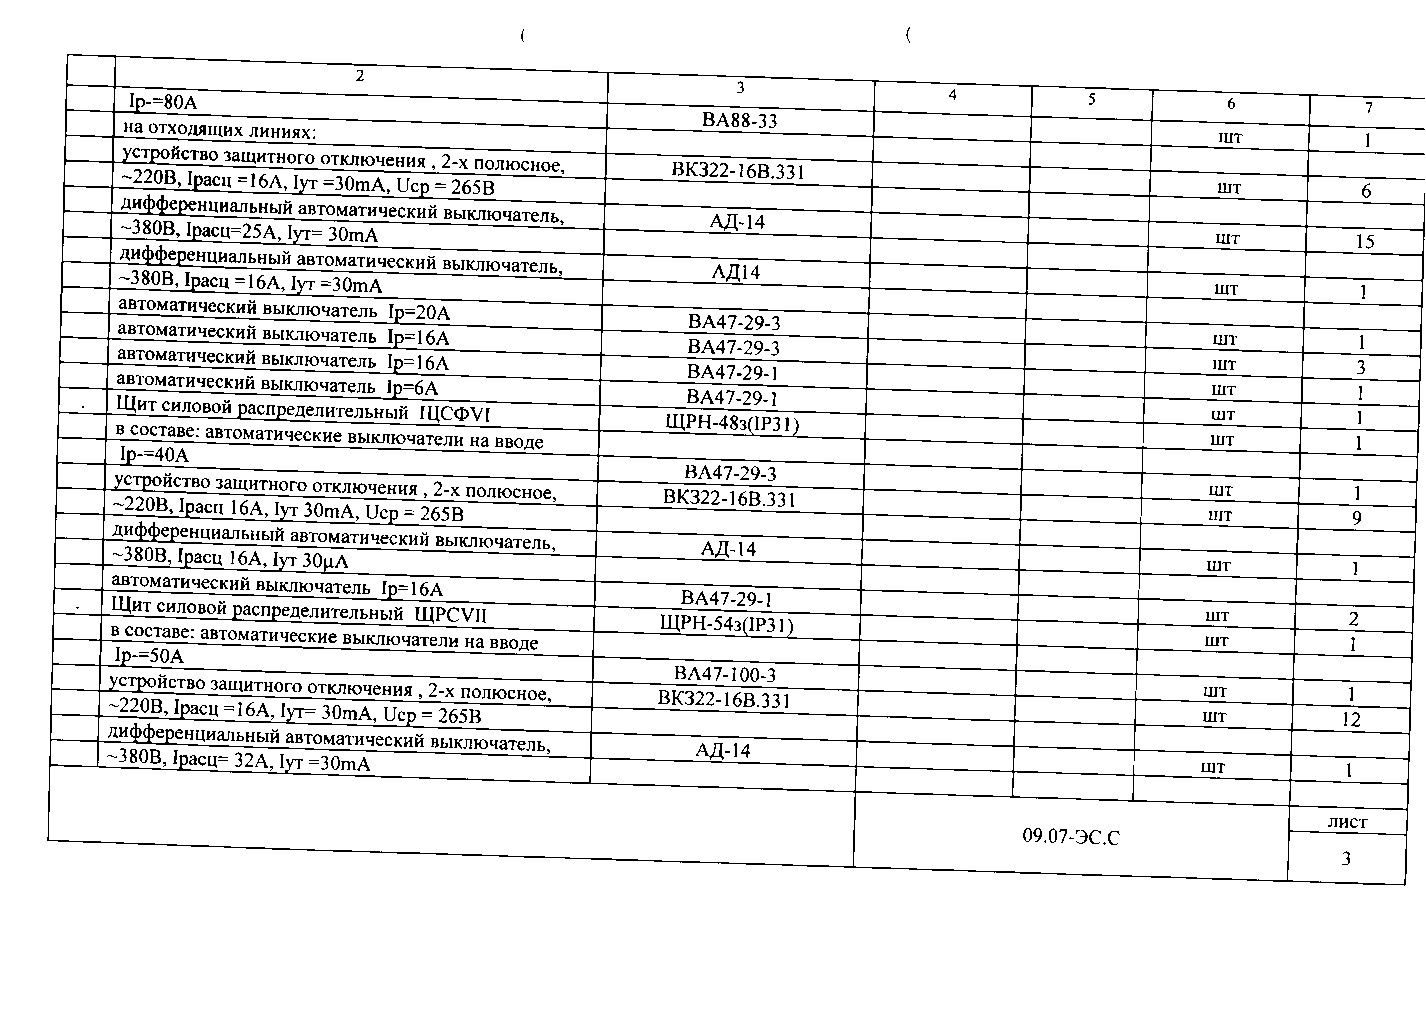 2 3 4 5 6 7
Ip-=80А ВА88-33 шт 1
на отходящих линиях:
устройство защитного отключения , 2-х полюсное, ВКЗ22-16В.331 шт 6
~220В, Iрасц =16А, Iут =30mA, Uср = 265В
дифференциальный автоматический выключатель, АД-14 шт 15
~380В, Iрасц=25А, Iут= 30mA
дифференциальный автоматический выключатель, АД14 шт 1
~380В, Iрасц =16А, Iут =30mA
автоматический выключатель Ip=20А ВА47-29-3 шт 1
автоматический выключатель Ip=16А ВА47-29-3 шт 3
автоматический выключатель Ip=16А ВА47-29-1 шт 1
автоматический выключатель Ip=6А ВА47-29-1 шт 1
Щит силовой распределительный ЩСФVI ЩРН-48з(IP31) шт 1
в составе: автоматические выключатели на вводе
Ip-=40А ВА47-29-3 шт 1
устройство защитного отключения , 2-х полюсное, ВКЗ22-16В.331 шт 9
~220В, Iрасц 16А, Iут 30mA, Uср = 265В
дифференциальный автоматический выключатель, АД-14 шт 1
~380В, Iрасц 16А, Iут 30μА
автоматический выключатель Ip=16А ВА47-29-1 шт 2
Щит силовой распределительный ЩРСVII ЩРН-54з(IP31) шт 1
в составе: автоматические выключатели на вводе
Ip-=50А ВА47-100-3 шт 1
устройство защитного отключения , 2-х полюсное, ВКЗ22-16В.331 шт 12
~220В, Iрасц =16А, Iут= 30mA, Uср = 265В
дифференциальный автоматический выключатель, АД-14 шт 1
~380В, Iрасц= 32А, Iут =30mA
09.07-ЭС.С
лист
3